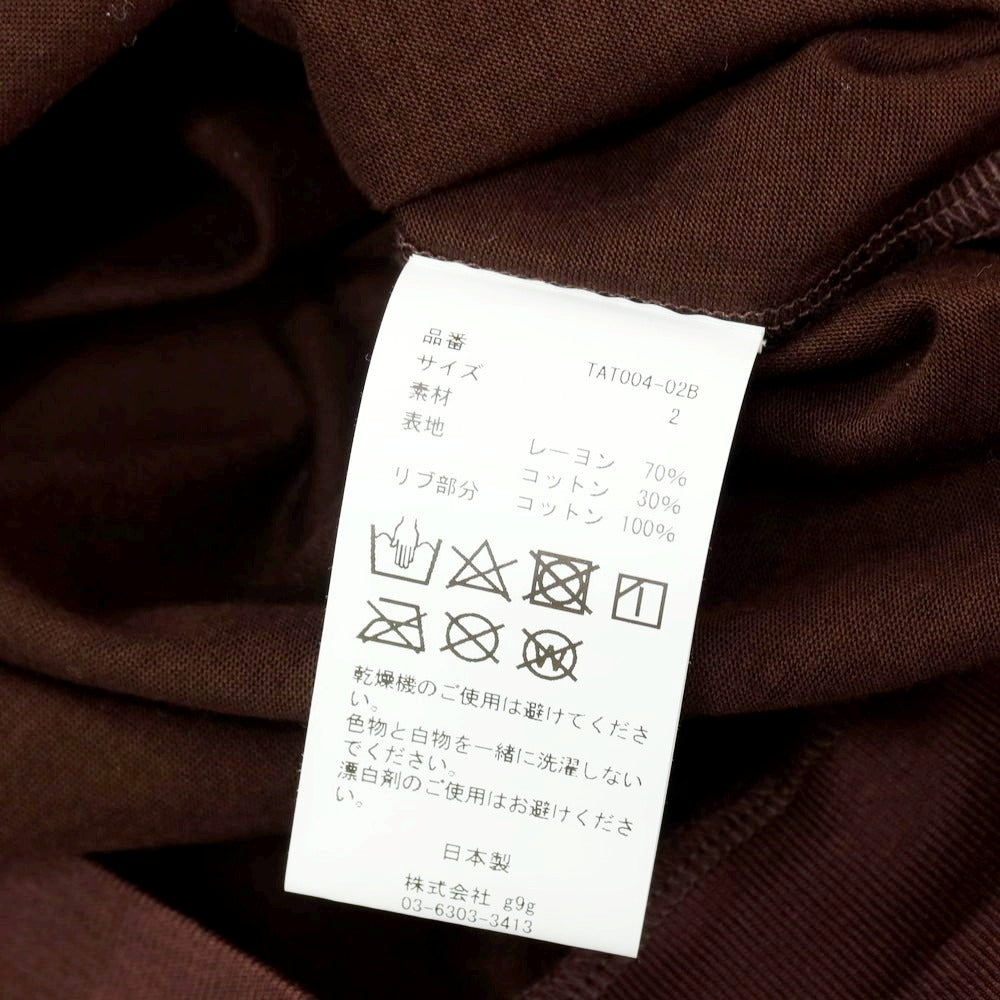 品番 TAT004-02B
サイズ 2
素材
表地 レーヨン 70%
コットン 30%
リブ部分 コットン 100%
W
乾燥機のご使用は避けてくださ
い。
色物と白物を一緒に洗濯しない
でください。
漂白剤のご使用はお避けくださ
い。
日本製
株式会社 g9g
03-6303-3413